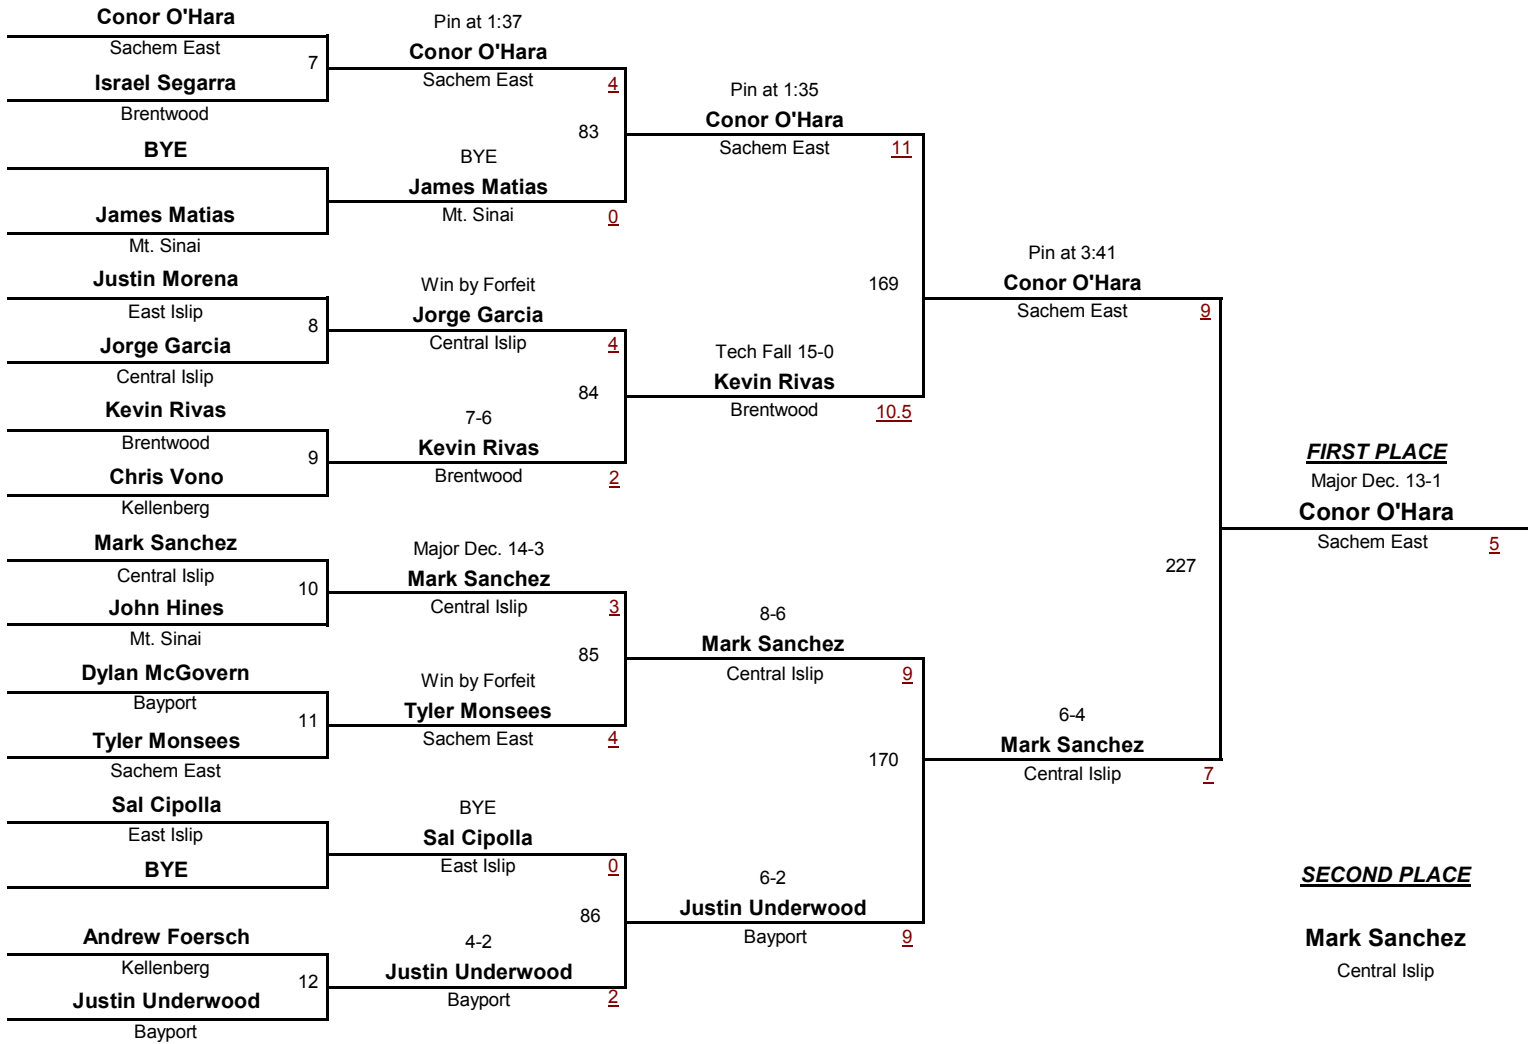 Conor O'Hara
Sachem East
7
Israel Segarra
Brentwood
BYE
James Matias
Mt. Sinai
Justin Morena
East Islip
8
Jorge Garcia
Central Islip
Kevin Rivas
Brentwood
9
Chris Vono
Kellenberg
Mark Sanchez
Central Islip
10
John Hines
Mt. Sinai
Dylan McGovern
Bayport
11
Tyler Monsees
Sachem East
Sal Cipolla
East Islip
BYE
Andrew Foersch
Kellenberg
12
Justin Underwood
Bayport
Pin at 1:37
Conor O'Hara
Sachem East
4
83
BYE
James Matias
Mt. Sinai
0
Win by Forfeit
Jorge Garcia
Central Islip
4
84
7-6
Kevin Rivas
Brentwood
2
Major Dec. 14-3
Mark Sanchez
Central Islip
3
85
Win by Forfeit
Tyler Monsees
Sachem East
4
BYE
Sal Cipolla
East Islip
0
86
4-2
Justin Underwood
Bayport
2
Pin at 1:35
Conor O'Hara
Sachem East
11
169
Tech Fall 15-0
Kevin Rivas
Brentwood
10.5
8-6
Mark Sanchez
Central Islip
9
170
6-2
Justin Underwood
Bayport
9
Pin at 3:41
Conor O'Hara
Sachem East
9
227
6-4
Mark Sanchez
Central Islip
7
FIRST PLACE
Major Dec. 13-1
Conor O'Hara
Sachem East
5
SECOND PLACE
Mark Sanchez
Central Islip